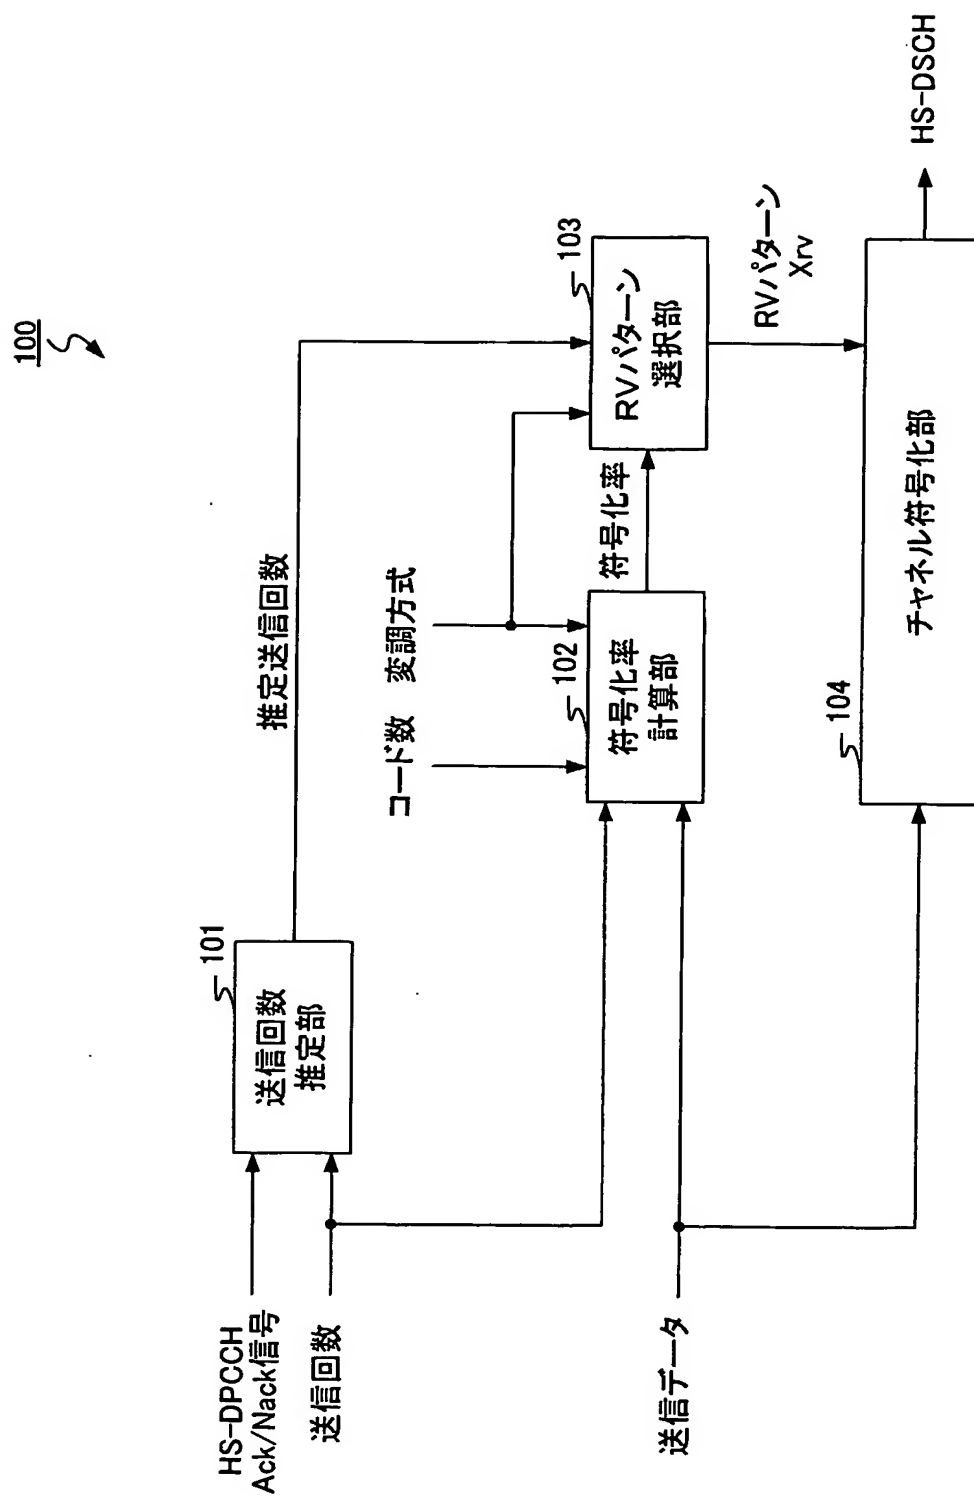 100
HS-DPCCH
Ack/Nack信号
送信回数
101
送信回数
推定部
推定送信回数
コード数
変調方式
102
符号化率
計算部
符号化率
103
RVパターン
選択部
RVパターン
Xrv
送信データ
104
チャネル符号化部
HS-DSCH